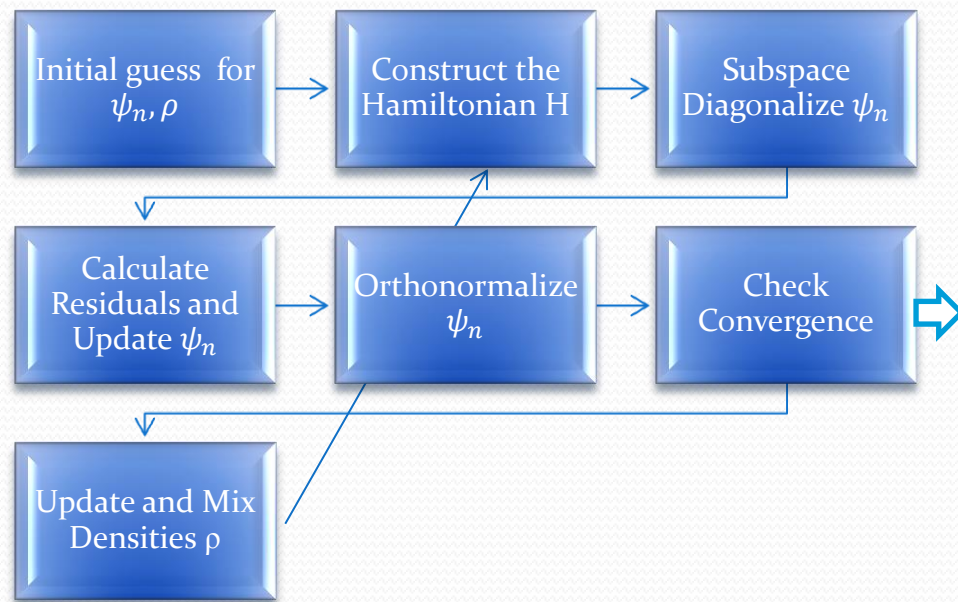 Initial guess for
ψₙ, ρ
Construct the
Hamiltonian H
Subspace
Diagonalize ψₙ
Calculate
Residuals and
Update ψₙ
Orthonormalize
ψₙ
Check
Convergence
Update and Mix
Densities ρ